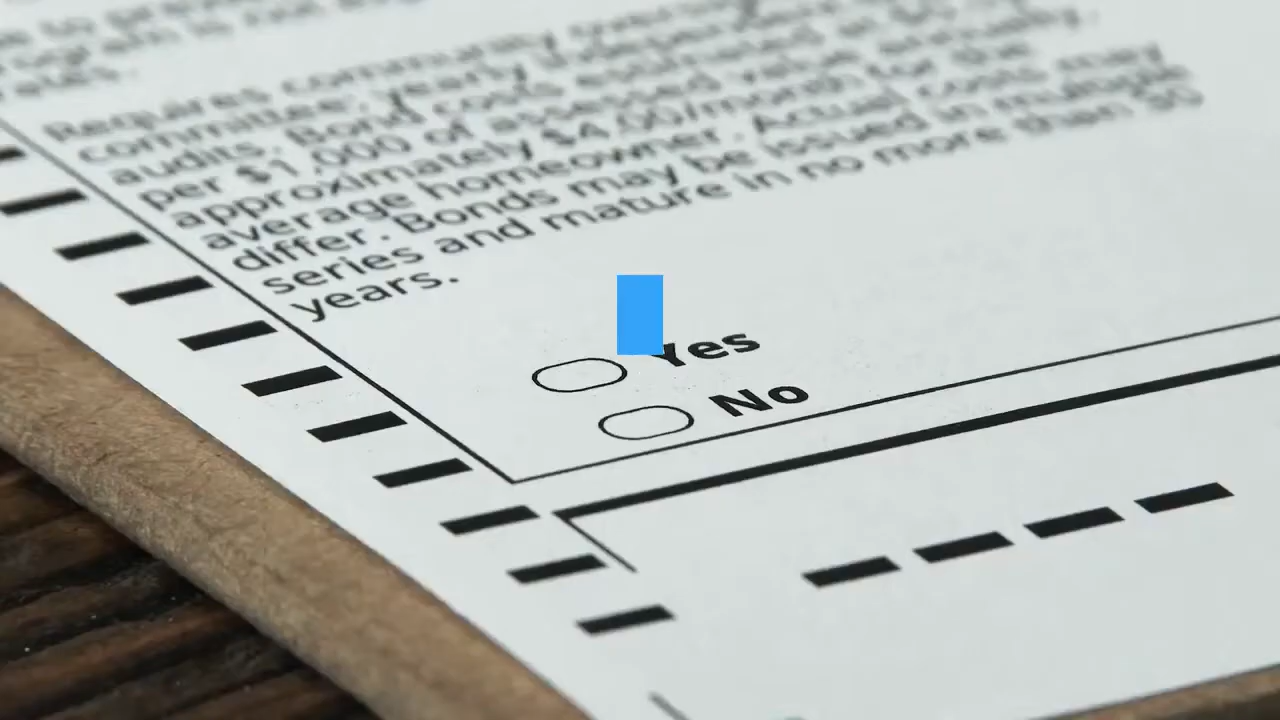 Requires community oversight
committee, yearly independent
audits. Bond costs estimated at
per $1,000 of assessed value annually,
approximately $4.00/month for the
average homeowner. Actual costs may
differ. Bonds may be issued in multiple
series and mature in no more than 30
years.
Yes
No